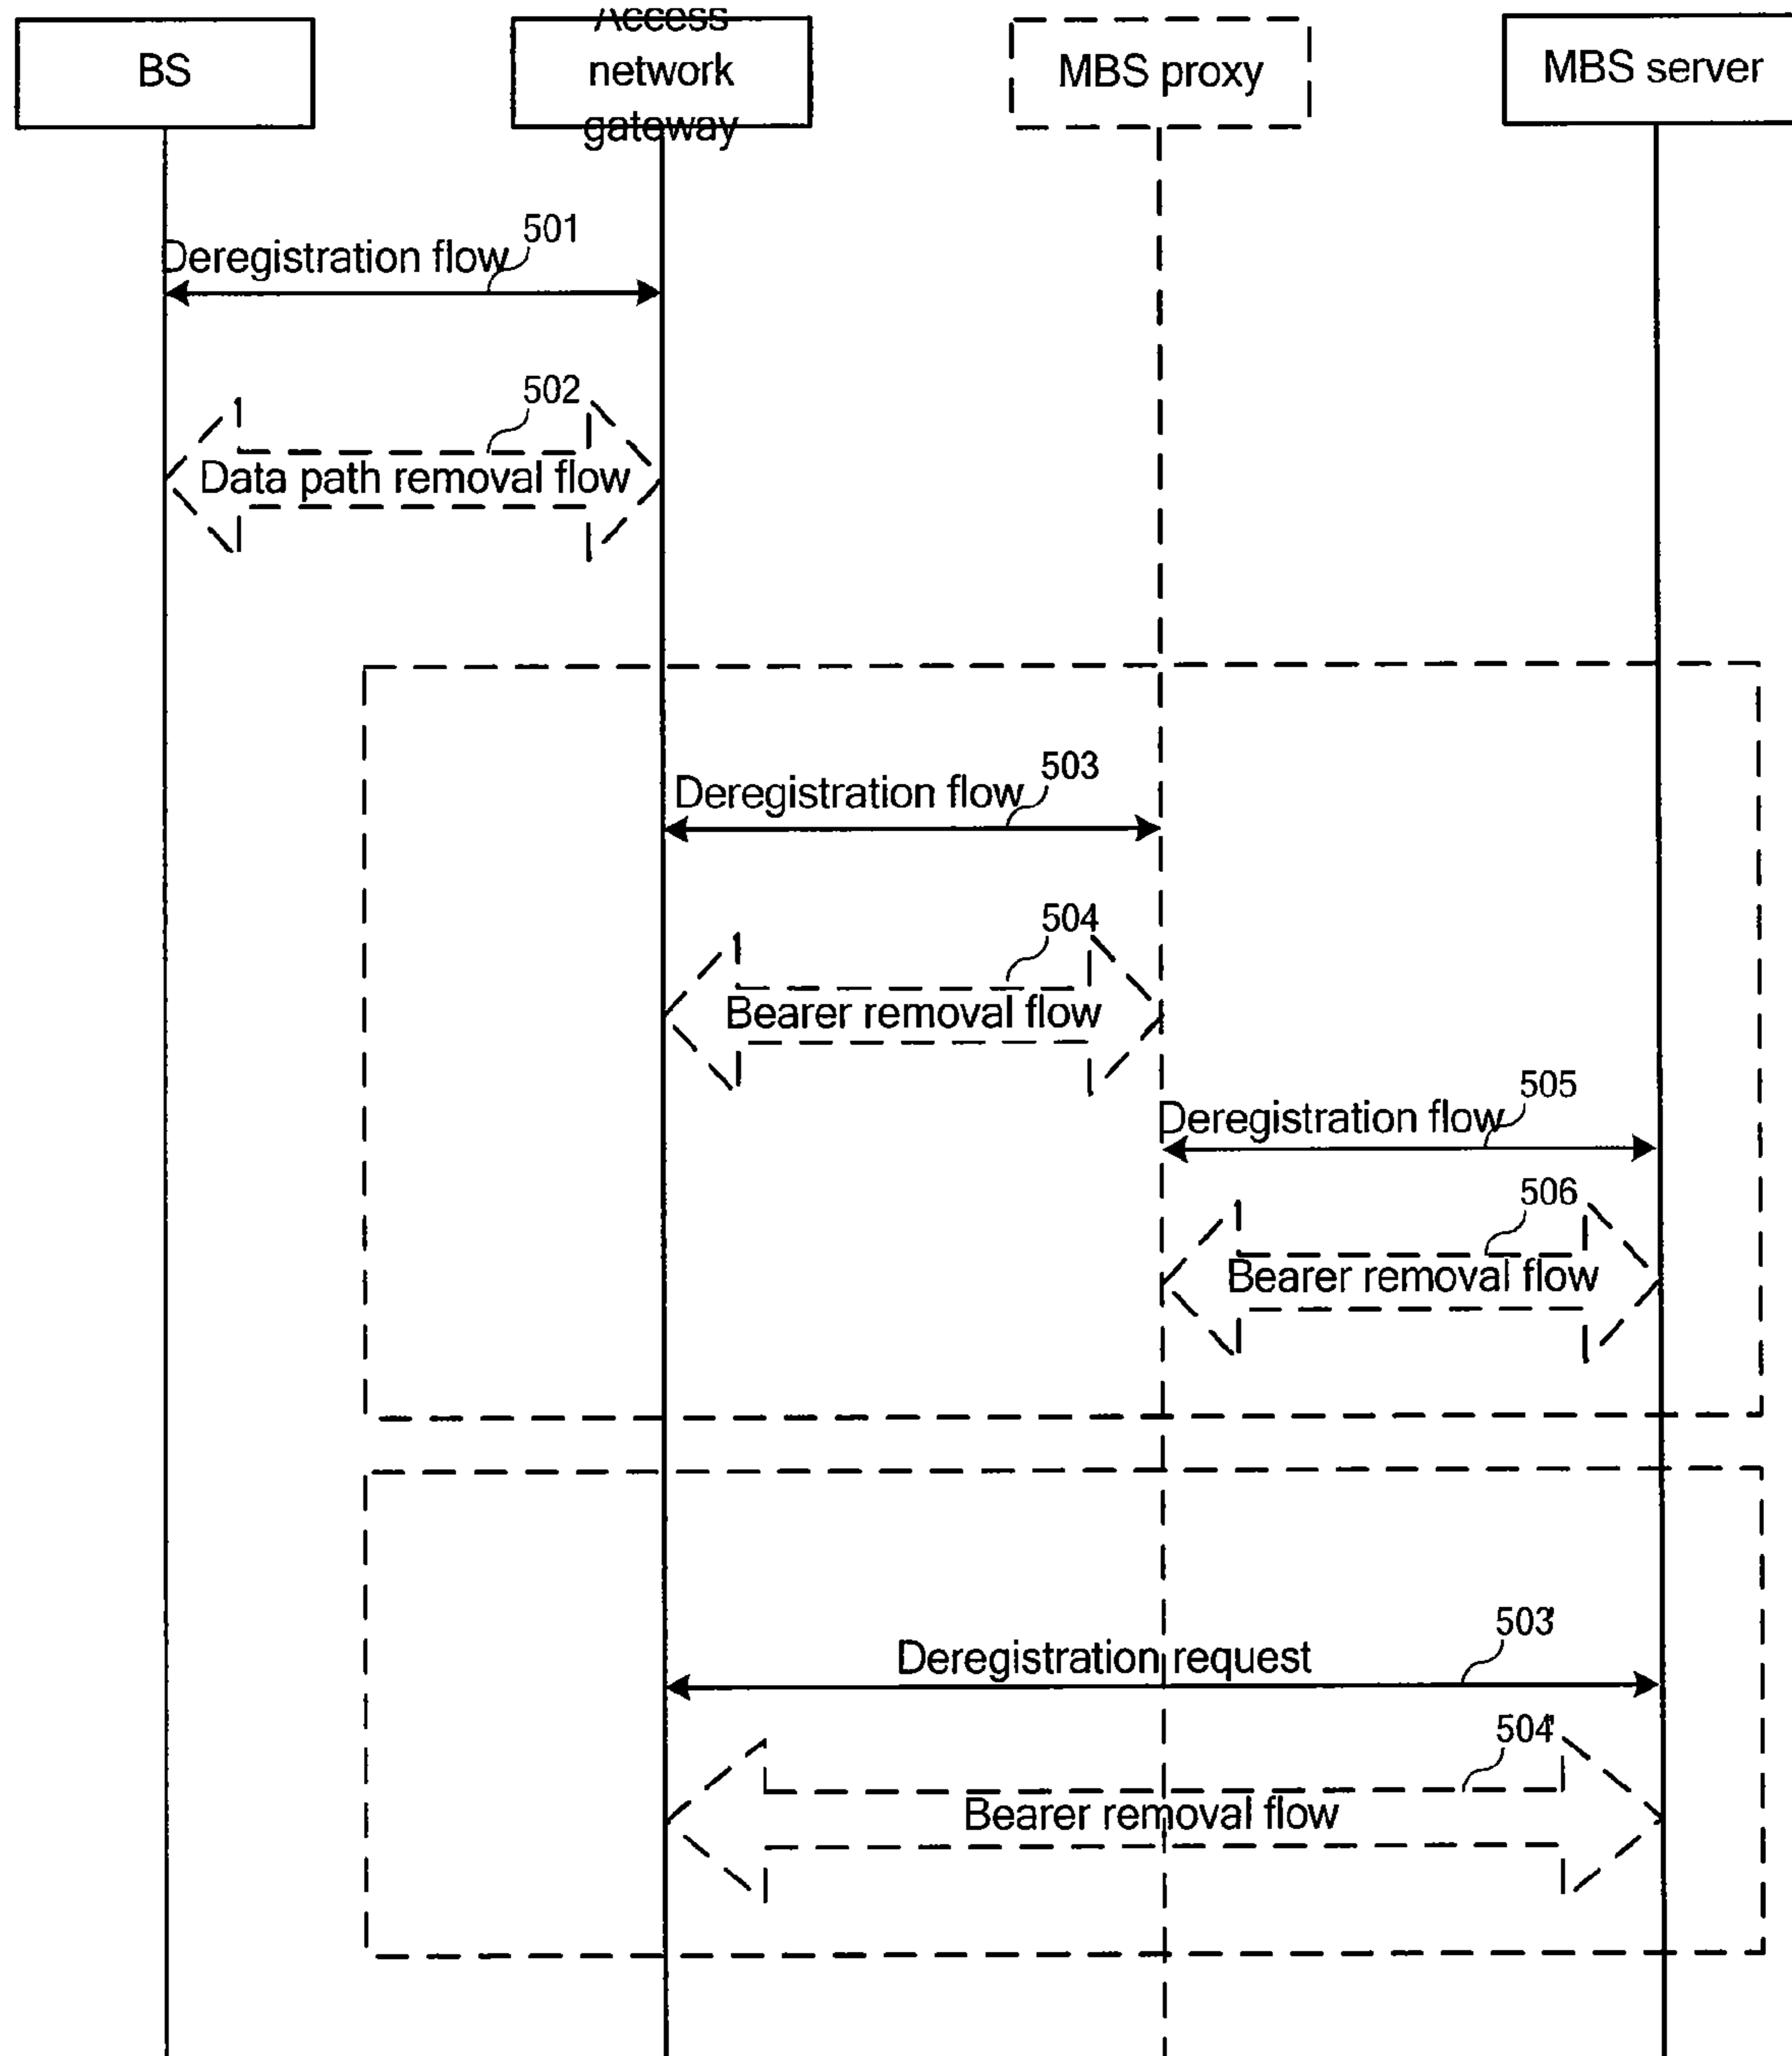 BS
Access
network
gateway
MBS proxy
MBS server
501
Deregistration flow
502
Data path removal flow
503
Deregistration flow
504
Bearer removal flow
505
Deregistration flow
506
Bearer removal flow
503'
Deregistration request
504'
Bearer removal flow